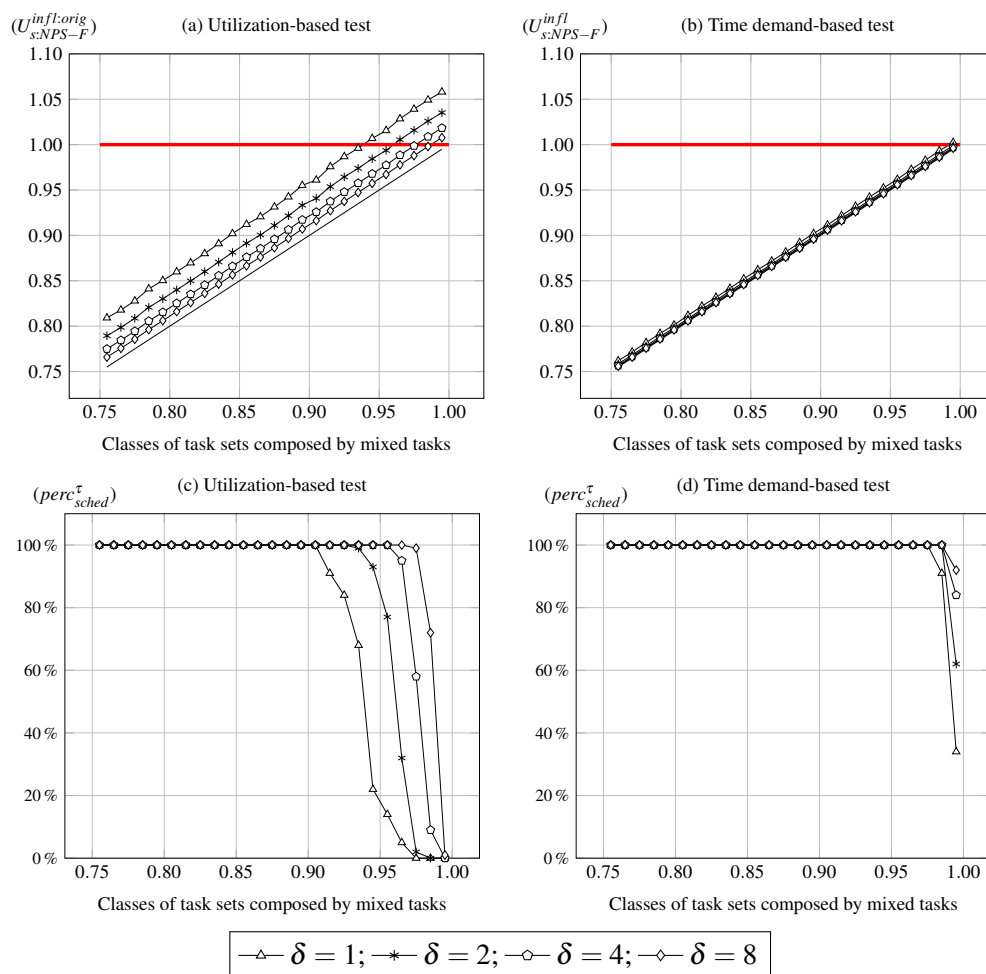 (U^{infl:orig}_{s:NPS−F}) (a) Utilization-based test
1.10
1.05
1.00
0.95
0.90
0.85
0.80
0.75
0.75 0.80 0.85 0.90 0.95 1.00
Classes of task sets composed by mixed tasks
(U^{infl}_{s:NPS−F}) (b) Time demand-based test
1.10
1.05
1.00
0.95
0.90
0.85
0.80
0.75
0.75 0.80 0.85 0.90 0.95 1.00
Classes of task sets composed by mixed tasks
(perc^τ_{sched}) (c) Utilization-based test
100 %
80 %
60 %
40 %
20 %
0 %
0.75 0.80 0.85 0.90 0.95 1.00
Classes of task sets composed by mixed tasks
(perc^τ_{sched}) (d) Time demand-based test
100 %
80 %
60 %
40 %
20 %
0 %
0.75 0.80 0.85 0.90 0.95 1.00
Classes of task sets composed by mixed tasks
δ = 1; δ = 2; δ = 4; δ = 8